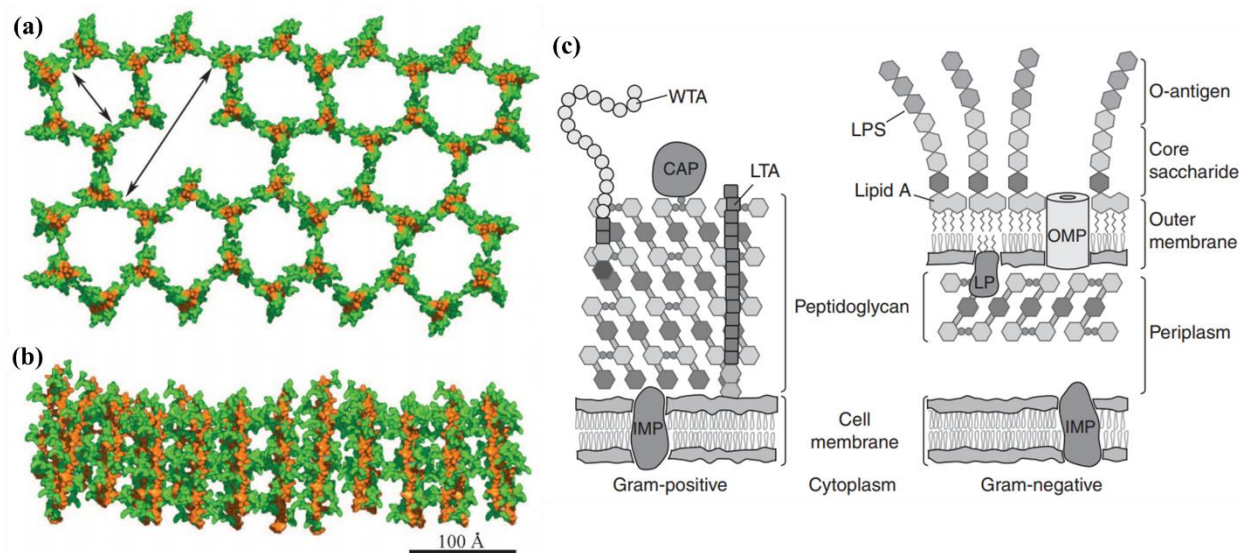 (a)
(b)
100 Å
(c)
WTA
CAP
LTA
Peptidoglycan
IMP
Cell
membrane
Gram-positive
Cytoplasm
LPS
O-antigen
Core
saccharide
Lipid A
OMP
Outer
membrane
LP
Periplasm
IMP
Gram-negative